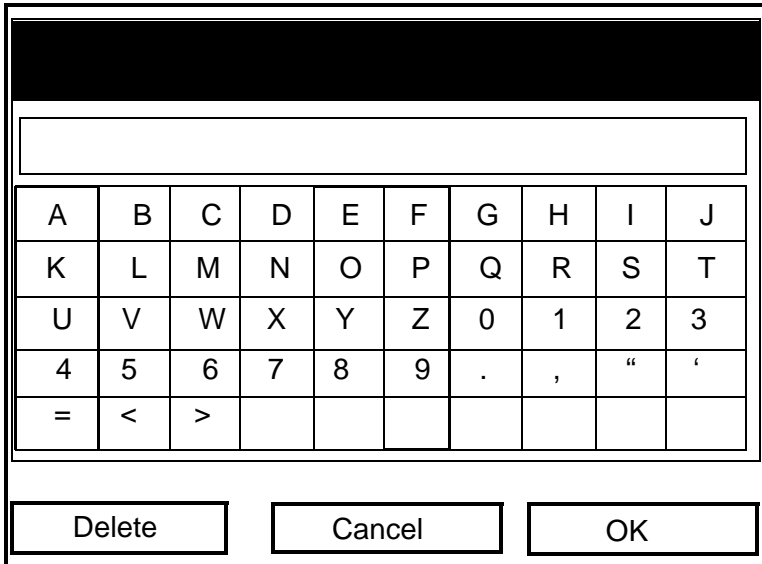 A B C D E F G H I J
K L M N O P Q R S T
U V W X Y Z 0 1 2 3
4 5 6 7 8 9 . , “ ‘
= < >
Delete Cancel OK